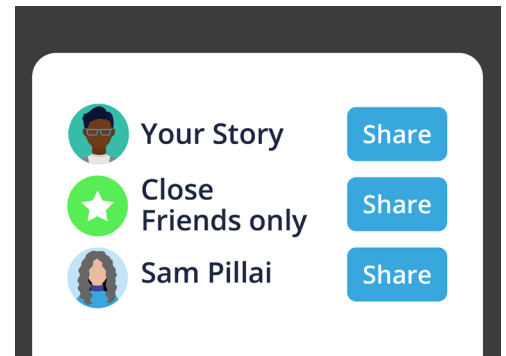 Your Story
Share
Close
Friends only
Share
Sam Pillai
Share